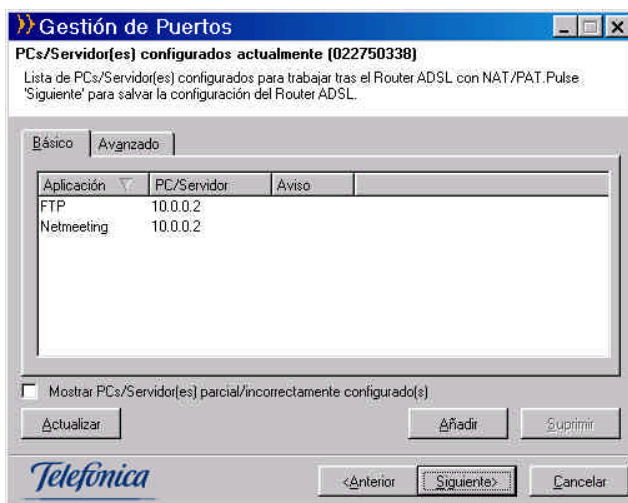 Gestión de Puertos
PCs/Servidor(es) configurados actualmente (022750338)
Lista de PCs/Servidor(es) configurados para trabajar tras el Router ADSL con NAT/PAT.Pulse
'Siguiente' para salvar la configuración del Router ADSL.
Básico Avanzado
Aplicación PC/Servidor Aviso
FTP 10.0.0.2
Netmeeting 10.0.0.2
Mostrar PCs/Servidor(es) parcial/incorrectamente configurado(s)
Actualizar Añadir Suprimir
Telefónica <Anterior Siguiente> Cancelar